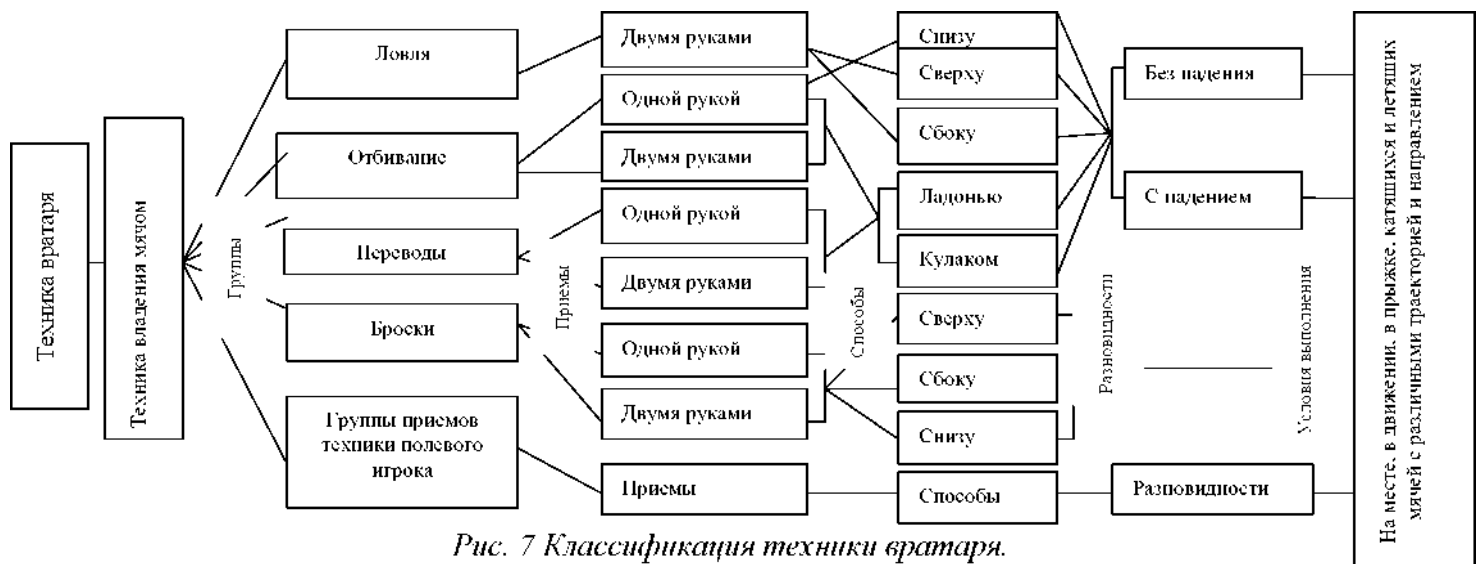 Техника вратаря
Техника владения мячом
Группы
Ловля
Отбивание
Переводы
Броски
Группы приемов
техники полевого
игрока
Приемы
Двумя руками
Одной рукой
Двумя руками
Одной рукой
Двумя руками
Одной рукой
Двумя руками
Приемы
Способы
Снизу
Сверху
Сбоку
Ладонью
Кулаком
Сверху
Сбоку
Снизу
Способы
Разновидности
Без падения
С падением
Разновидности
Условия выполнения
На месте, в движении, в прыжке, катящихся и летящих
мячей с различными траекторией и направлением
Рис. 7 Классификация техники вратаря.